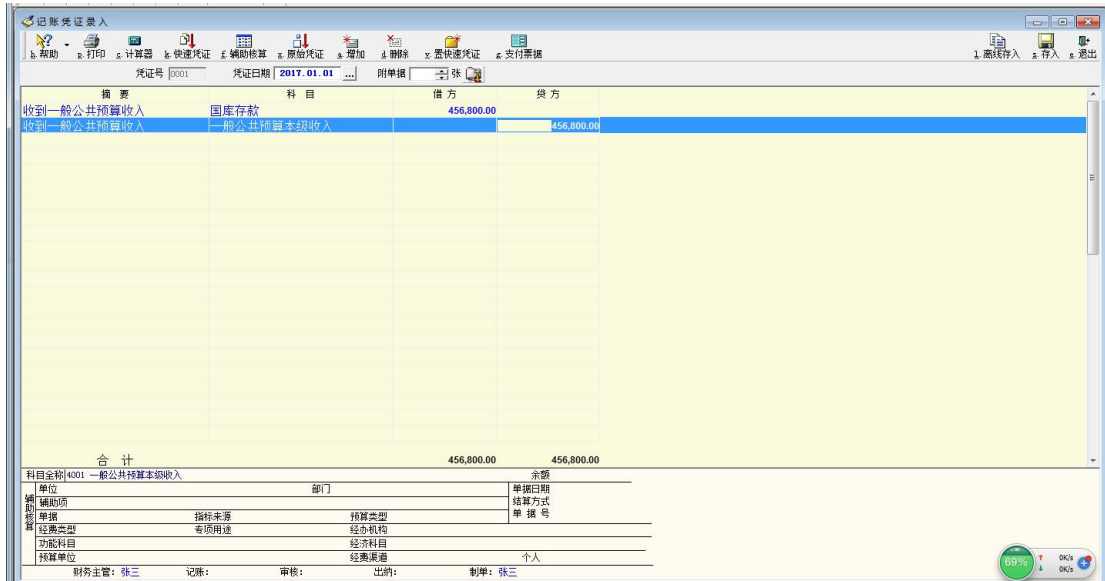 记账凭证录入
h.帮助 p.打印 c.计算器 k.快速凭证 f.辅助核算 z.原始凭证 a.增加 d.删除 y.置快速凭证 g.支付票据 l.离线存入 s.存入 e.退出
凭证号 0001 凭证日期 2017.01.01 ... 附单据 张
摘 要 科 目 借 方 贷 方
收到一般公共预算收入 国库存款 456,800.00
收到一般公共预算收入 一般公共预算本级收入 456,800.00
合 计 456,800.00 456,800.00
科目全称 4001 一般公共预算本级收入 余额
辅助核算
单位 部门 单据日期
辅助项 结算方式
单据 指标来源 预算类型 单 据 号
经费类型 专项用途 经办机构
功能科目 经济科目
预算单位 经费渠道 个人
财务主管: 张三 记账: 审核: 出纳: 制单: 张三
69% 0K/s
0K/s